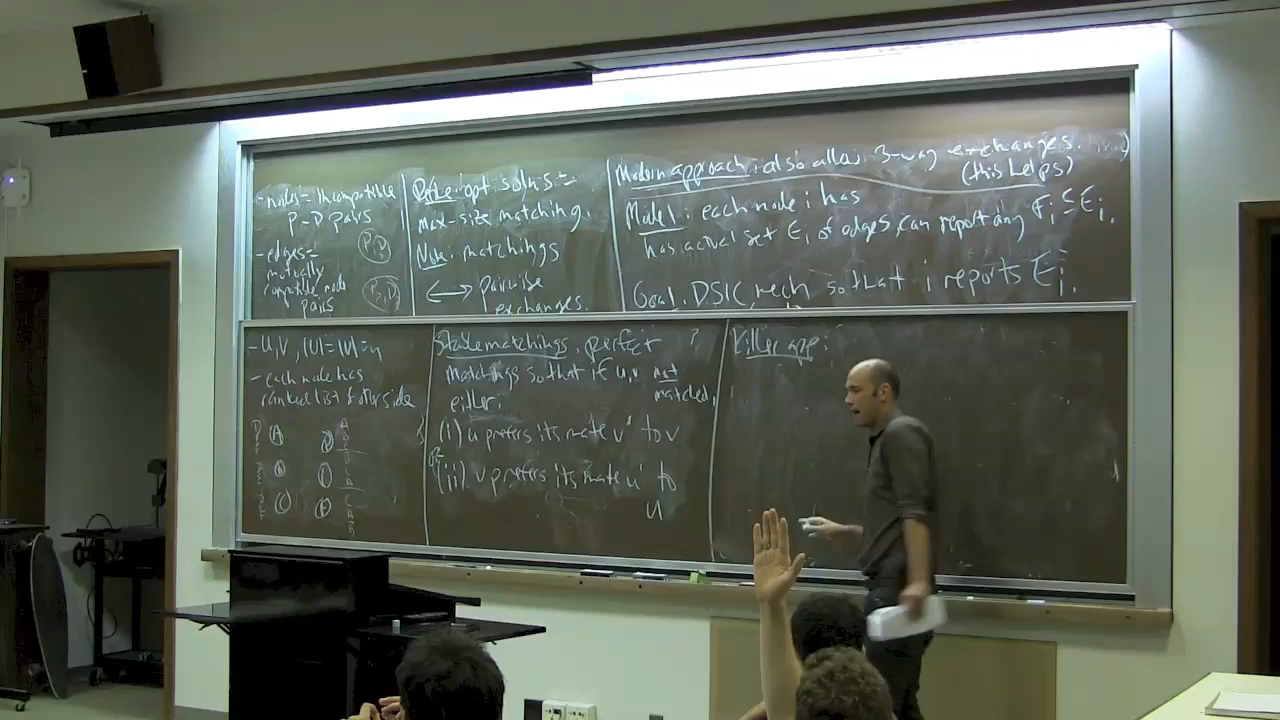 - nodes = incompatible
P-D pairs
- edges =
mutually
compatible node
pairs
opt solns =
max-size matching.
Note: matchings
↔ pairwise
exchanges.
Modern approach: also allow 3-way exchanges.
(this helps)
Model: each node i has
has actual set Ei of edges, can report any Fi ⊆ Ei.
Goal: DSIC mech so that i reports Ei.
- U,V, |U|=|V|=n
- each node has
ranked list of other side
Stable matchings: perfect
matchings so that if u,v not
matched,
either:
(i) u prefers its mate v' to v
or
(ii) v prefers its mate u' to
u
Killer app: